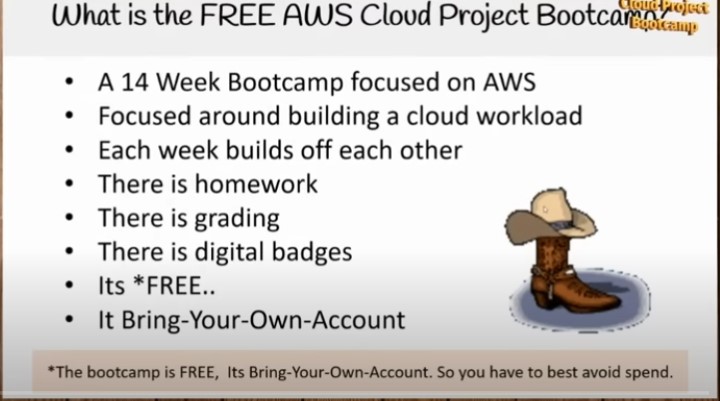 What is the FREE AWS Cloud Project Bootcamp?
Cloud Project
Bootcamp
• A 14 Week Bootcamp focused on AWS
• Focused around building a cloud workload
• Each week builds off each other
• There is homework
• There is grading
• There is digital badges
• Its *FREE..
• It Bring-Your-Own-Account
*The bootcamp is FREE, Its Bring-Your-Own-Account. So you have to best avoid spend.